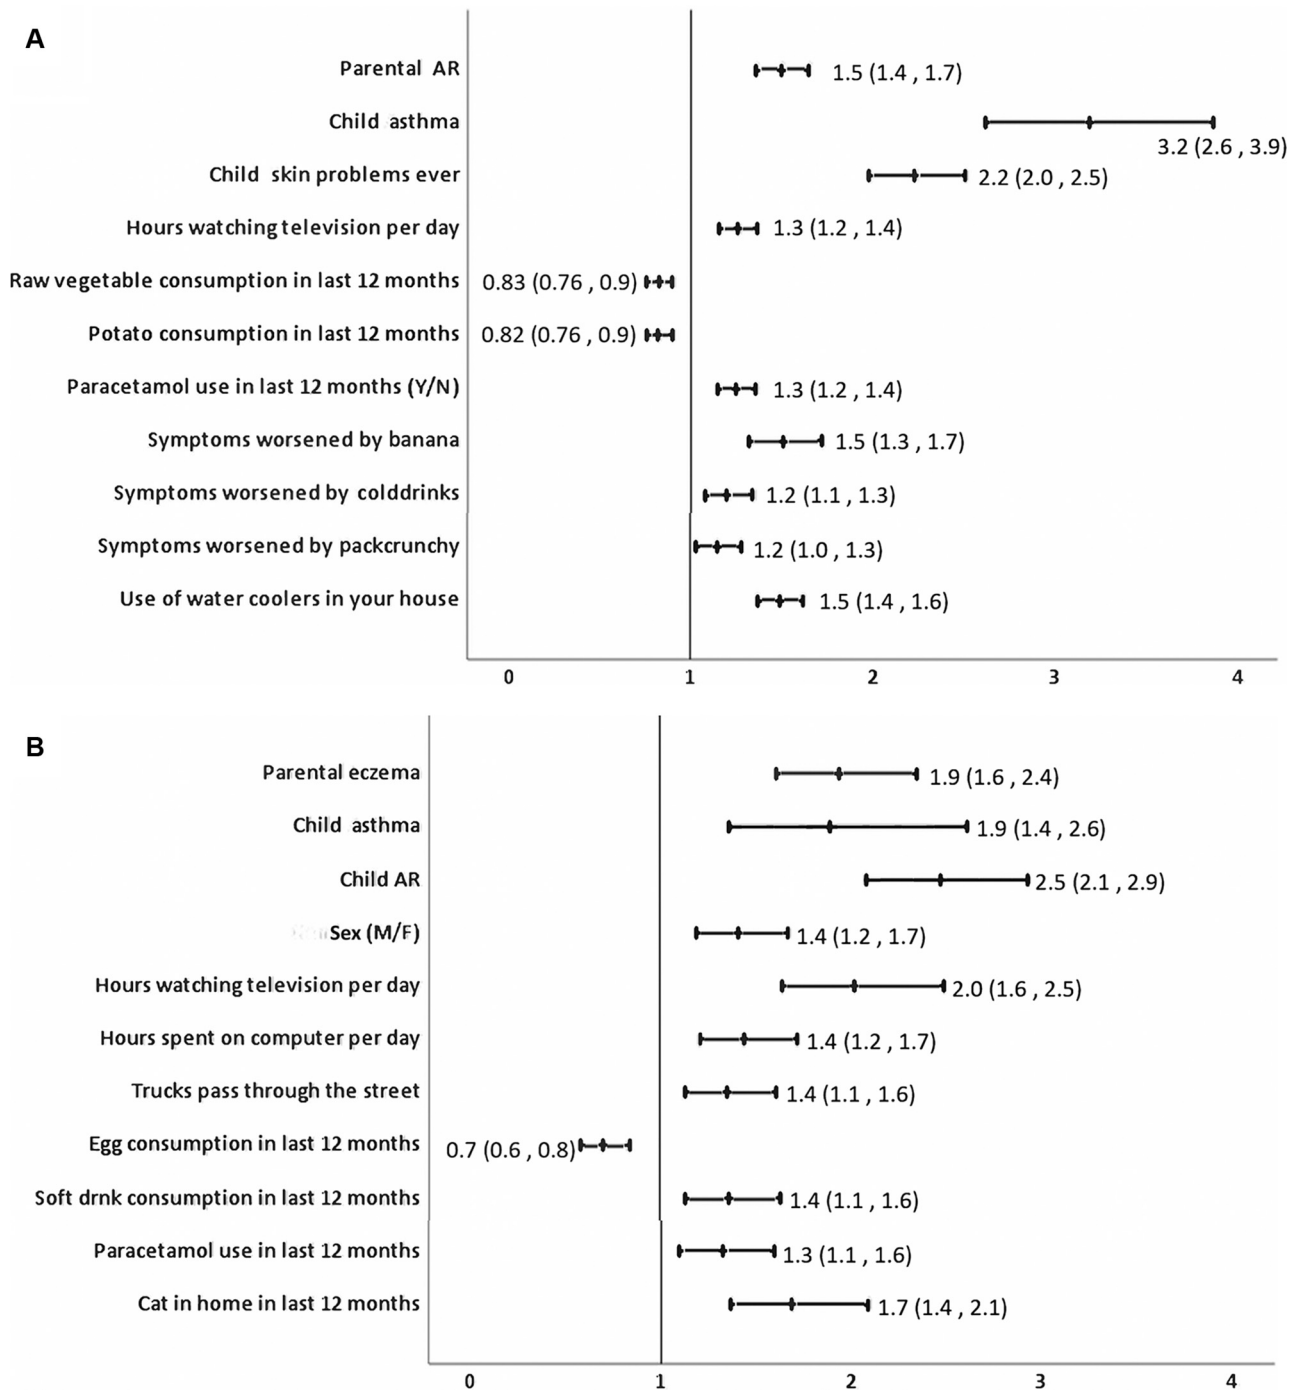 A
Parental AR 1.5 (1.4 , 1.7)
Child asthma
3.2 (2.6 , 3.9)
Child skin problems ever 2.2 (2.0 , 2.5)
Hours watching television per day 1.3 (1.2 , 1.4)
Raw vegetable consumption in last 12 months 0.83 (0.76 , 0.9)
Potato consumption in last 12 months 0.82 (0.76 , 0.9)
Paracetamol use in last 12 months (Y/N) 1.3 (1.2 , 1.4)
Symptoms worsened by banana 1.5 (1.3 , 1.7)
Symptoms worsened by colddrinks 1.2 (1.1 , 1.3)
Symptoms worsened by packcrunchy 1.2 (1.0 , 1.3)
Use of water coolers in your house 1.5 (1.4 , 1.6)
0 1 2 3 4
B
Parental eczema 1.9 (1.6 , 2.4)
Child asthma 1.9 (1.4 , 2.6)
Child AR 2.5 (2.1 , 2.9)
Sex (M/F) 1.4 (1.2 , 1.7)
Hours watching television per day 2.0 (1.6 , 2.5)
Hours spent on computer per day 1.4 (1.2 , 1.7)
Trucks pass through the street 1.4 (1.1 , 1.6)
Egg consumption in last 12 months 0.7 (0.6 , 0.8)
Soft drnk consumption in last 12 months 1.4 (1.1 , 1.6)
Paracetamol use in last 12 months 1.3 (1.1 , 1.6)
Cat in home in last 12 months 1.7 (1.4 , 2.1)
0 1 2 3 4